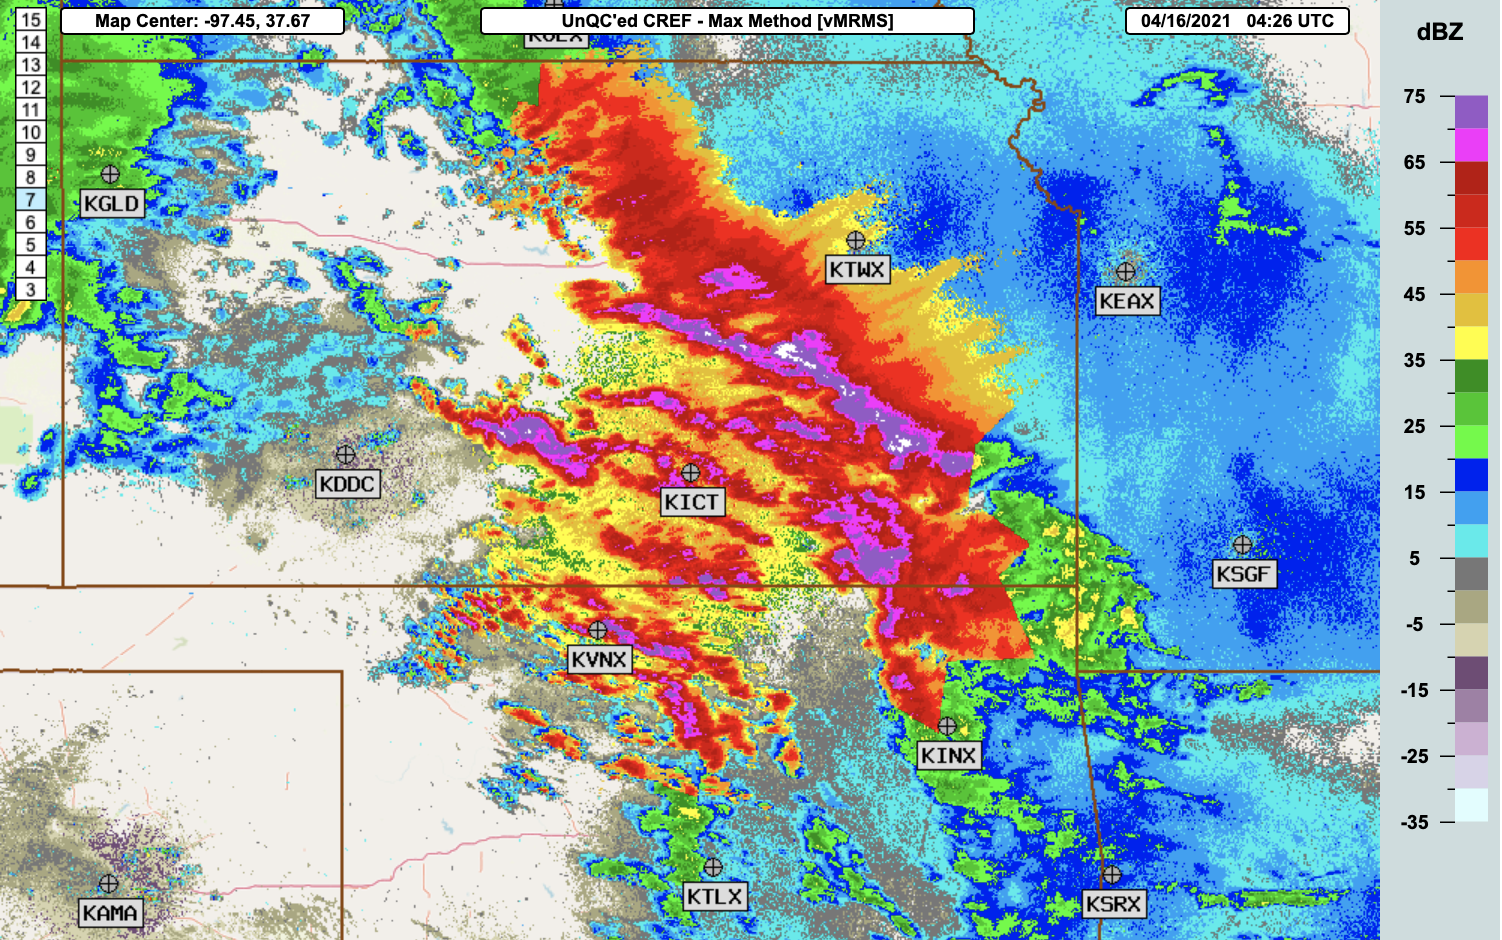 Map Center: -97.45, 37.67
UnQC'ed CREF - Max Method [vMRMS]
04/16/2021 04:26 UTC
dBZ
15
14
13
12
11
10
9
8
7
6
5
4
3
KGLD
KTWX
KEAX
KDDC
KICT
KSGF
KVNX
KINX
KTLX
KSRX
KAMA
75
65
55
45
35
25
15
5
-5
-15
-25
-35